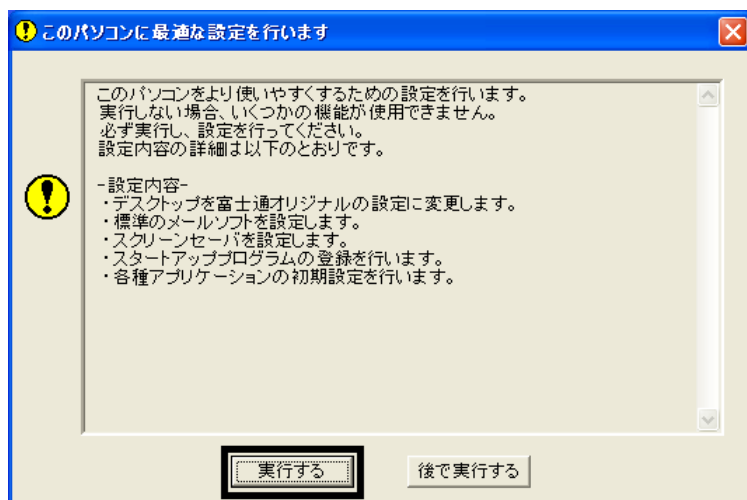 このパソコンに最適な設定を行います
このパソコンをより使いやすくするための設定を行います。
実行しない場合、いくつかの機能が使用できません。
必ず実行し、設定を行ってください。
設定内容の詳細は以下のとおりです。
-設定内容-
・デスクトップを富士通オリジナルの設定に変更します。
・標準のメールソフトを設定します。
・スクリーンセーバを設定します。
・スタートアッププログラムの登録を行います。
・各種アプリケーションの初期設定を行います。
実行する
後で実行する